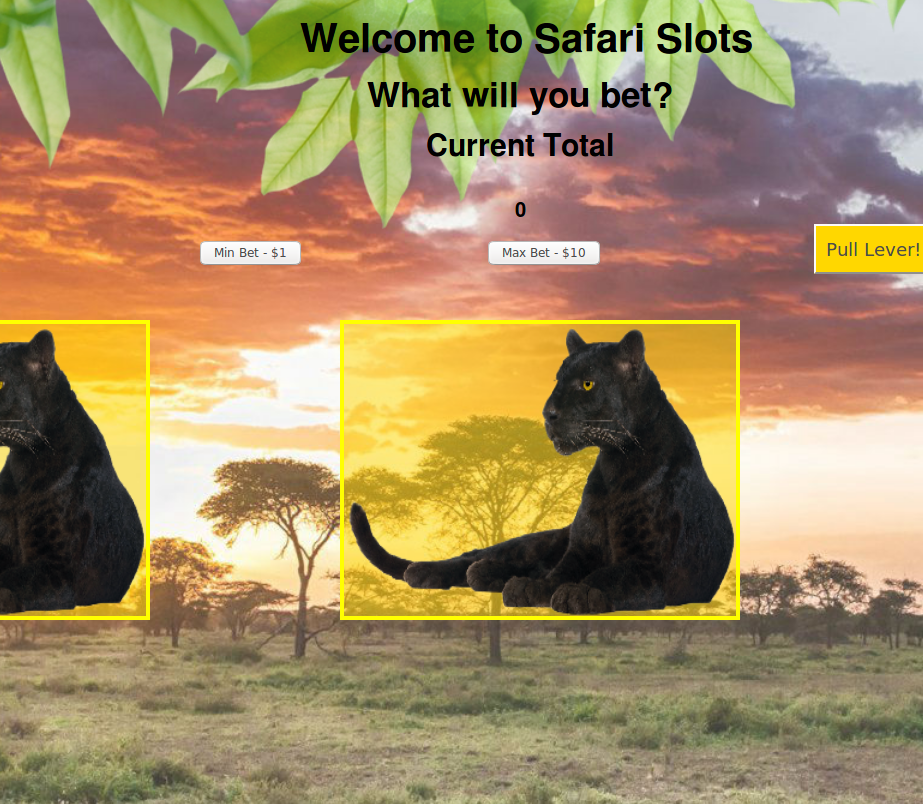 Welcome to Safari Slots
What will you bet?
Current Total
0
Min Bet - $1
Max Bet - $10
Pull Lever!